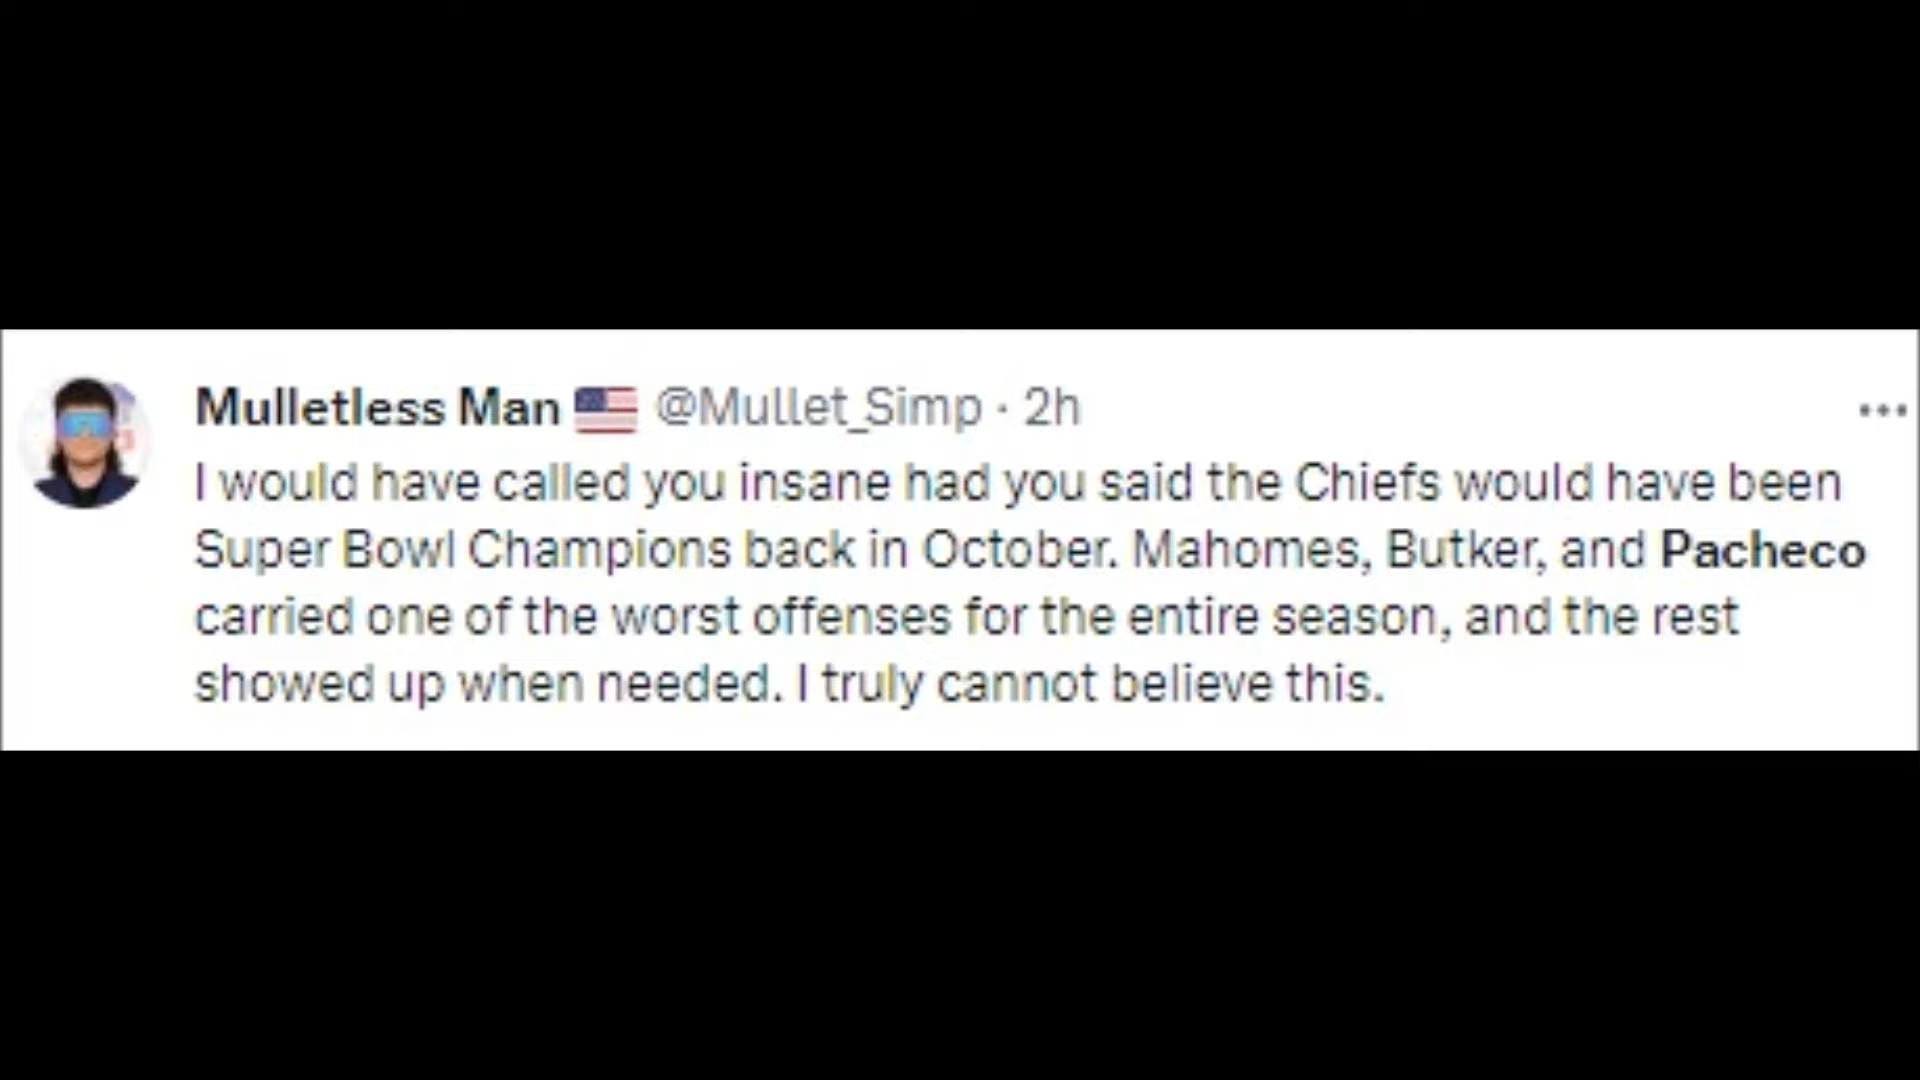 Mulletless Man 🇺🇸 @Mullet_Simp · 2h
I would have called you insane had you said the Chiefs would have been
Super Bowl Champions back in October. Mahomes, Butker, and Pacheco
carried one of the worst offenses for the entire season, and the rest
showed up when needed. I truly cannot believe this.